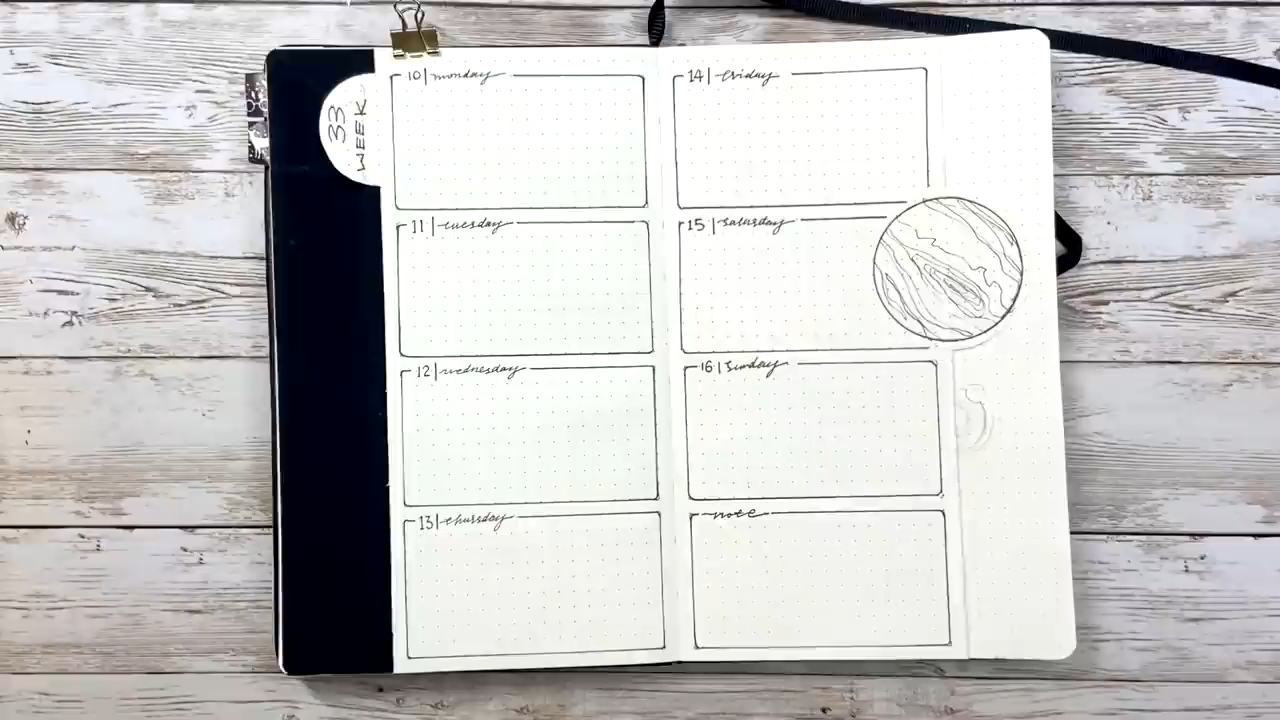 33
WEEK
10 | monday
11 | tuesday
12 | wednesday
13 | thursday
14 | friday
15 | saturday
16 | sunday
note